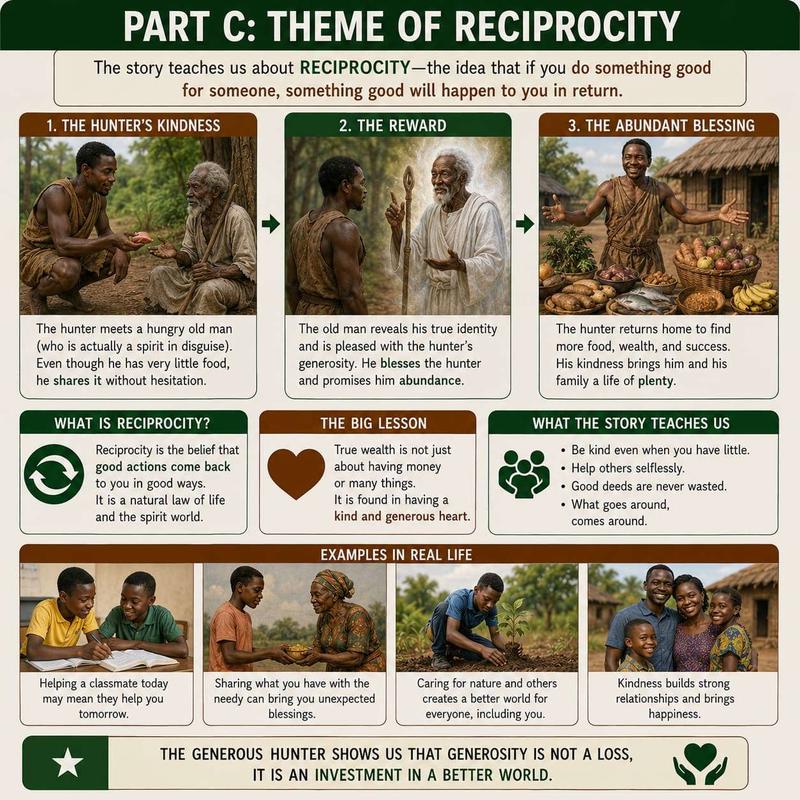 PART C: THEME OF RECIPROCITY
The story teaches us about RECIPROCITY—the idea that if you do something good
for someone, something good will happen to you in return.
1. THE HUNTER'S KINDNESS
The hunter meets a hungry old man
(who is actually a spirit in disguise).
Even though he has very little food,
he shares it without hesitation.
2. THE REWARD
The old man reveals his true identity
and is pleased with the hunter's
generosity. He blesses the hunter
and promises him abundance.
3. THE ABUNDANT BLESSING
The hunter returns home to find
more food, wealth, and success.
His kindness brings him and his
family a life of plenty.
WHAT IS RECIPROCITY?
Reciprocity is the belief that
good actions come back
to you in good ways.
It is a natural law of life
and the spirit world.
THE BIG LESSON
True wealth is not just
about having money
or many things.
It is found in having a
kind and generous heart.
WHAT THE STORY TEACHES US
• Be kind even when you have little.
• Help others selflessly.
• Good deeds are never wasted.
• What goes around,
comes around.
EXAMPLES IN REAL LIFE
Helping a classmate today
may mean they help you
tomorrow.
Sharing what you have with the
needy can bring you unexpected
blessings.
Caring for nature and others
creates a better world for
everyone, including you.
Kindness builds strong
relationships and brings
happiness.
THE GENEROUS HUNTER SHOWS US THAT GENEROSITY IS NOT A LOSS,
IT IS AN INVESTMENT IN A BETTER WORLD.